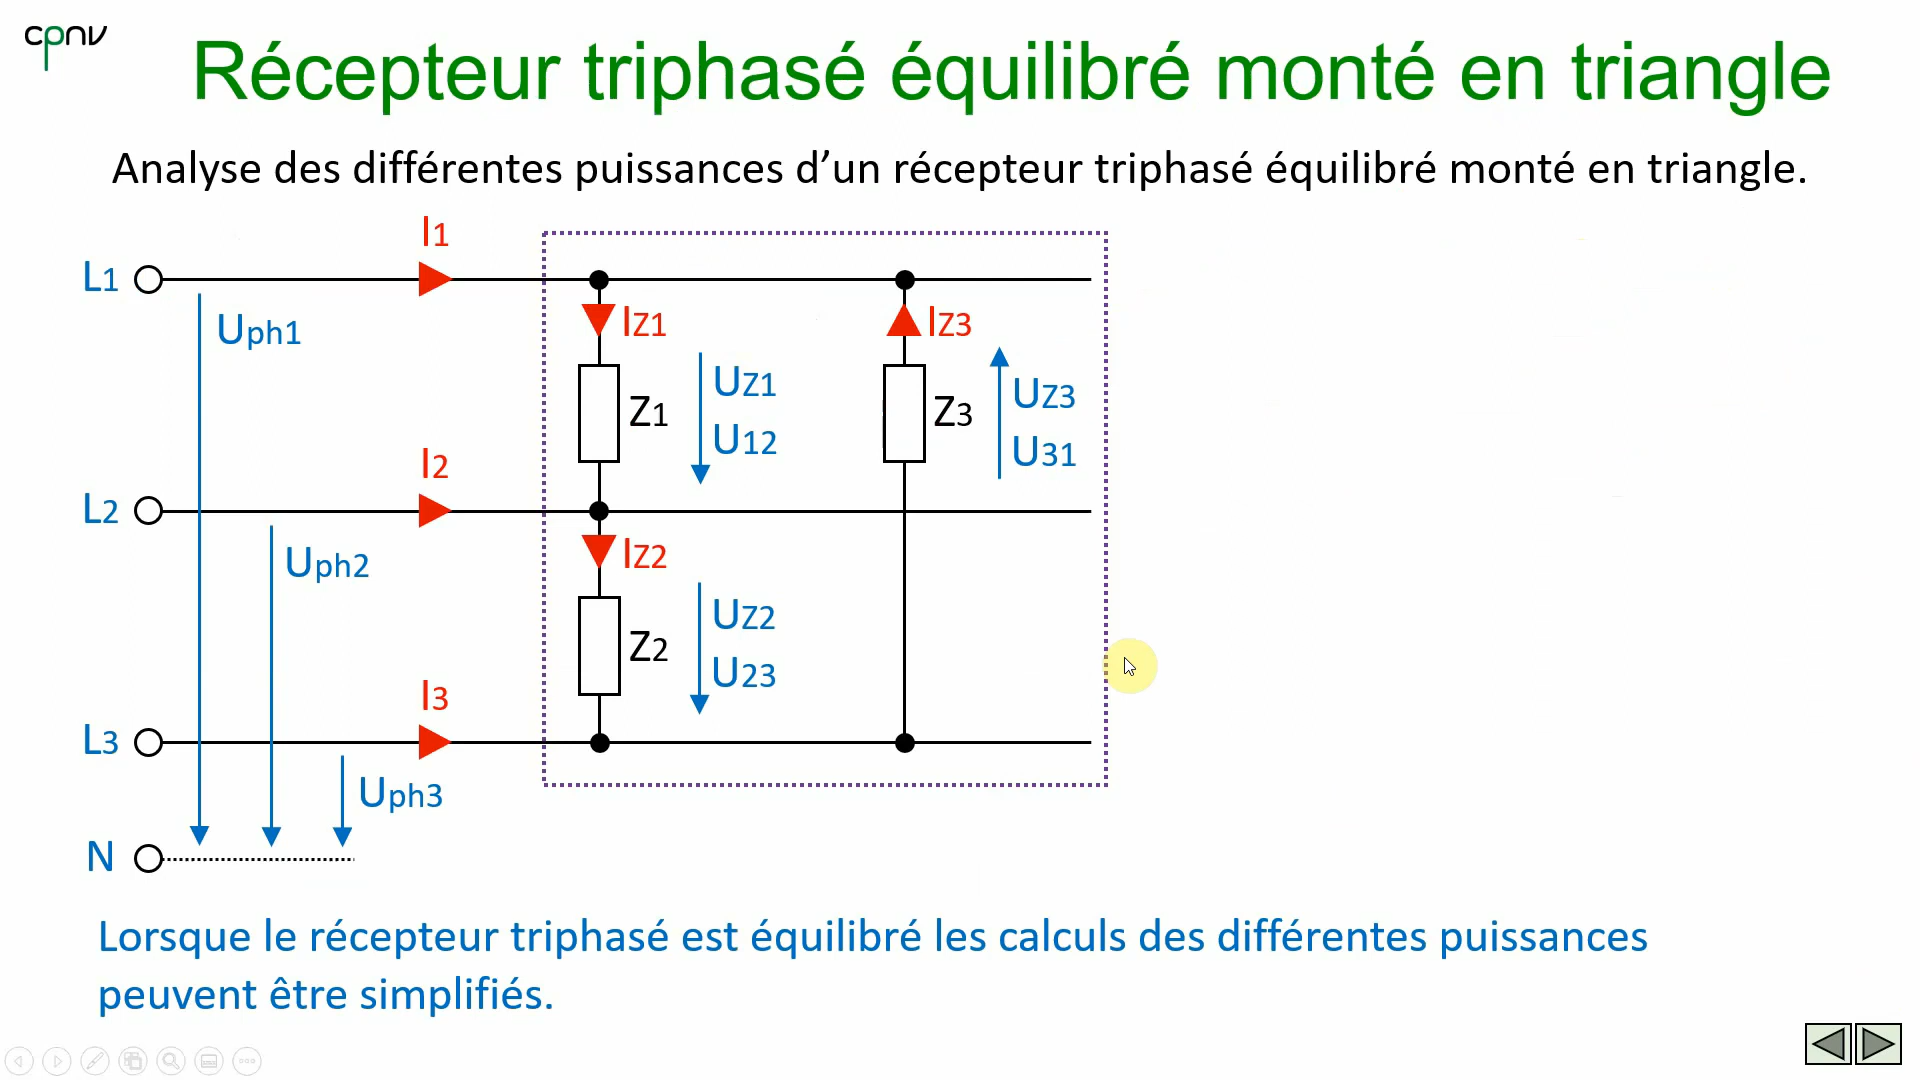 cpnv
Récepteur triphasé équilibré monté en triangle
Analyse des différentes puissances d’un récepteur triphasé équilibré monté en triangle.
I1
L1
Uph1
IZ1
IZ3
UZ1
Z1
U12
Z3
UZ3
U31
I2
L2
Uph2
IZ2
UZ2
Z2
U23
I3
L3
Uph3
N
Lorsque le récepteur triphasé est équilibré les calculs des différentes puissances
peuvent être simplifiés.